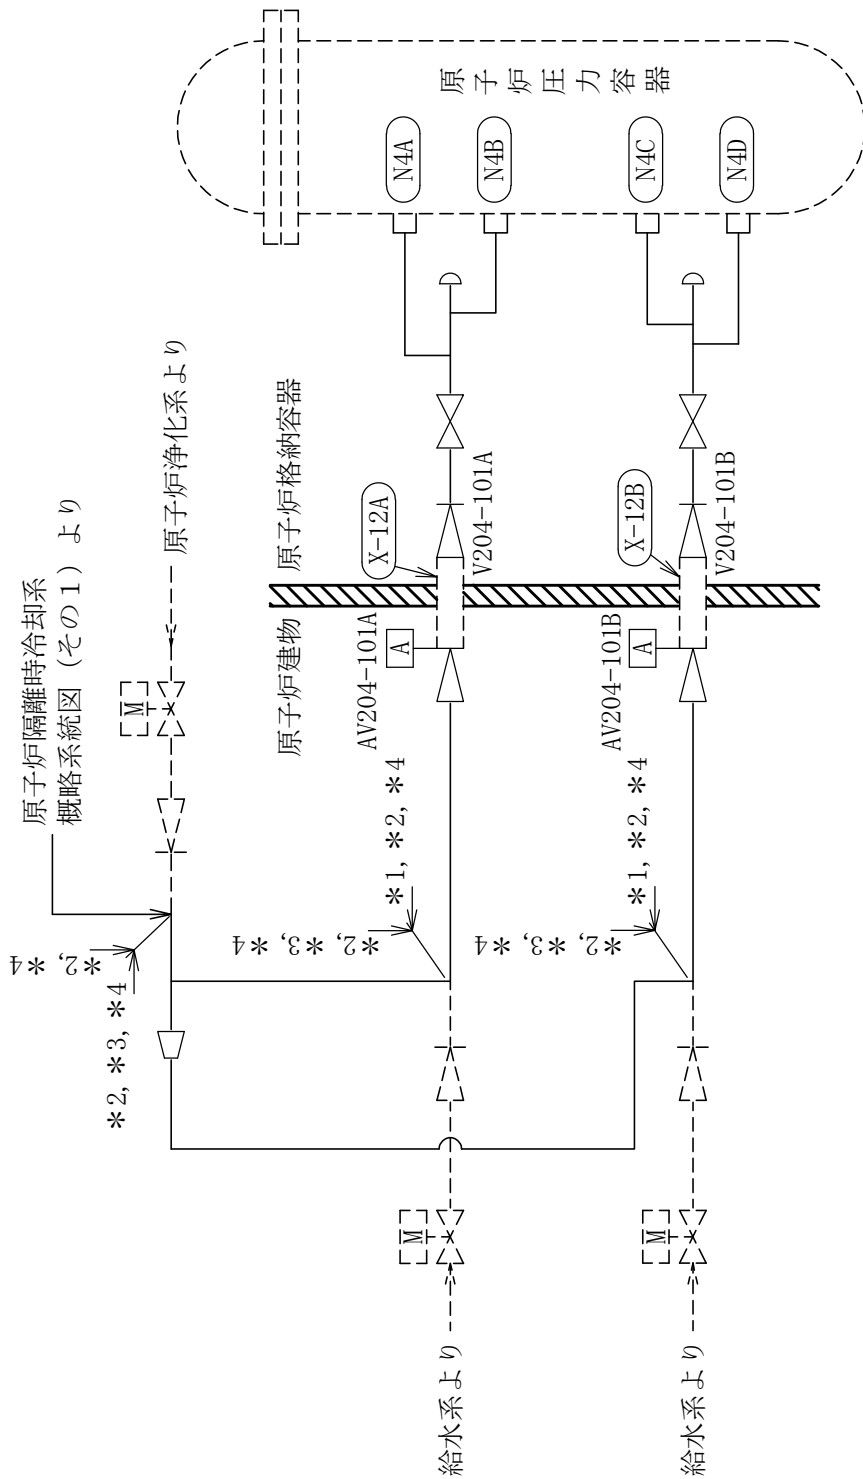 原子炉隔離時冷却系
概略系統図（その１）より
*2, *4
*2, *3, *4
M
原子炉浄化系より
原子炉圧力容器
N4A
N4B
N4C
N4D
原子炉建物
原子炉格納容器
給水系より
M
*2, *3, *4
*1, *2, *4
AV204-101A
A
X-12A
V204-101A
給水系より
M
*2, *3, *4
*1, *2, *4
AV204-101B
A
X-12B
V204-101B